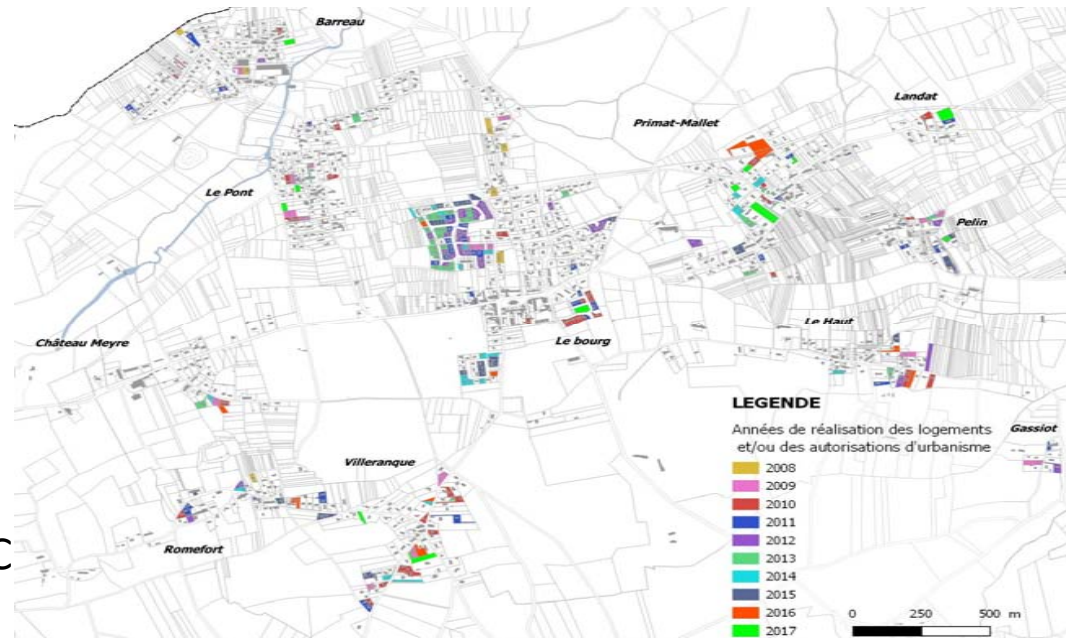 Barreau
Landat
Primat-Mallet
Le Pont
Pelin
Le Haut
Château Meyre
Le bourg
LEGENDE
Années de réalisation des logements
et/ou des autorisations d'urbanisme
Gassiot
Villeranque
2008
2009
2010
2011
2012
Romefort
C
2013
2014
2015
2016
2017
0 250 500 m